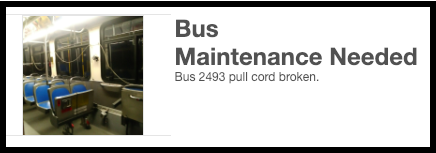 Bus
Maintenance Needed
Bus 2493 pull cord broken.